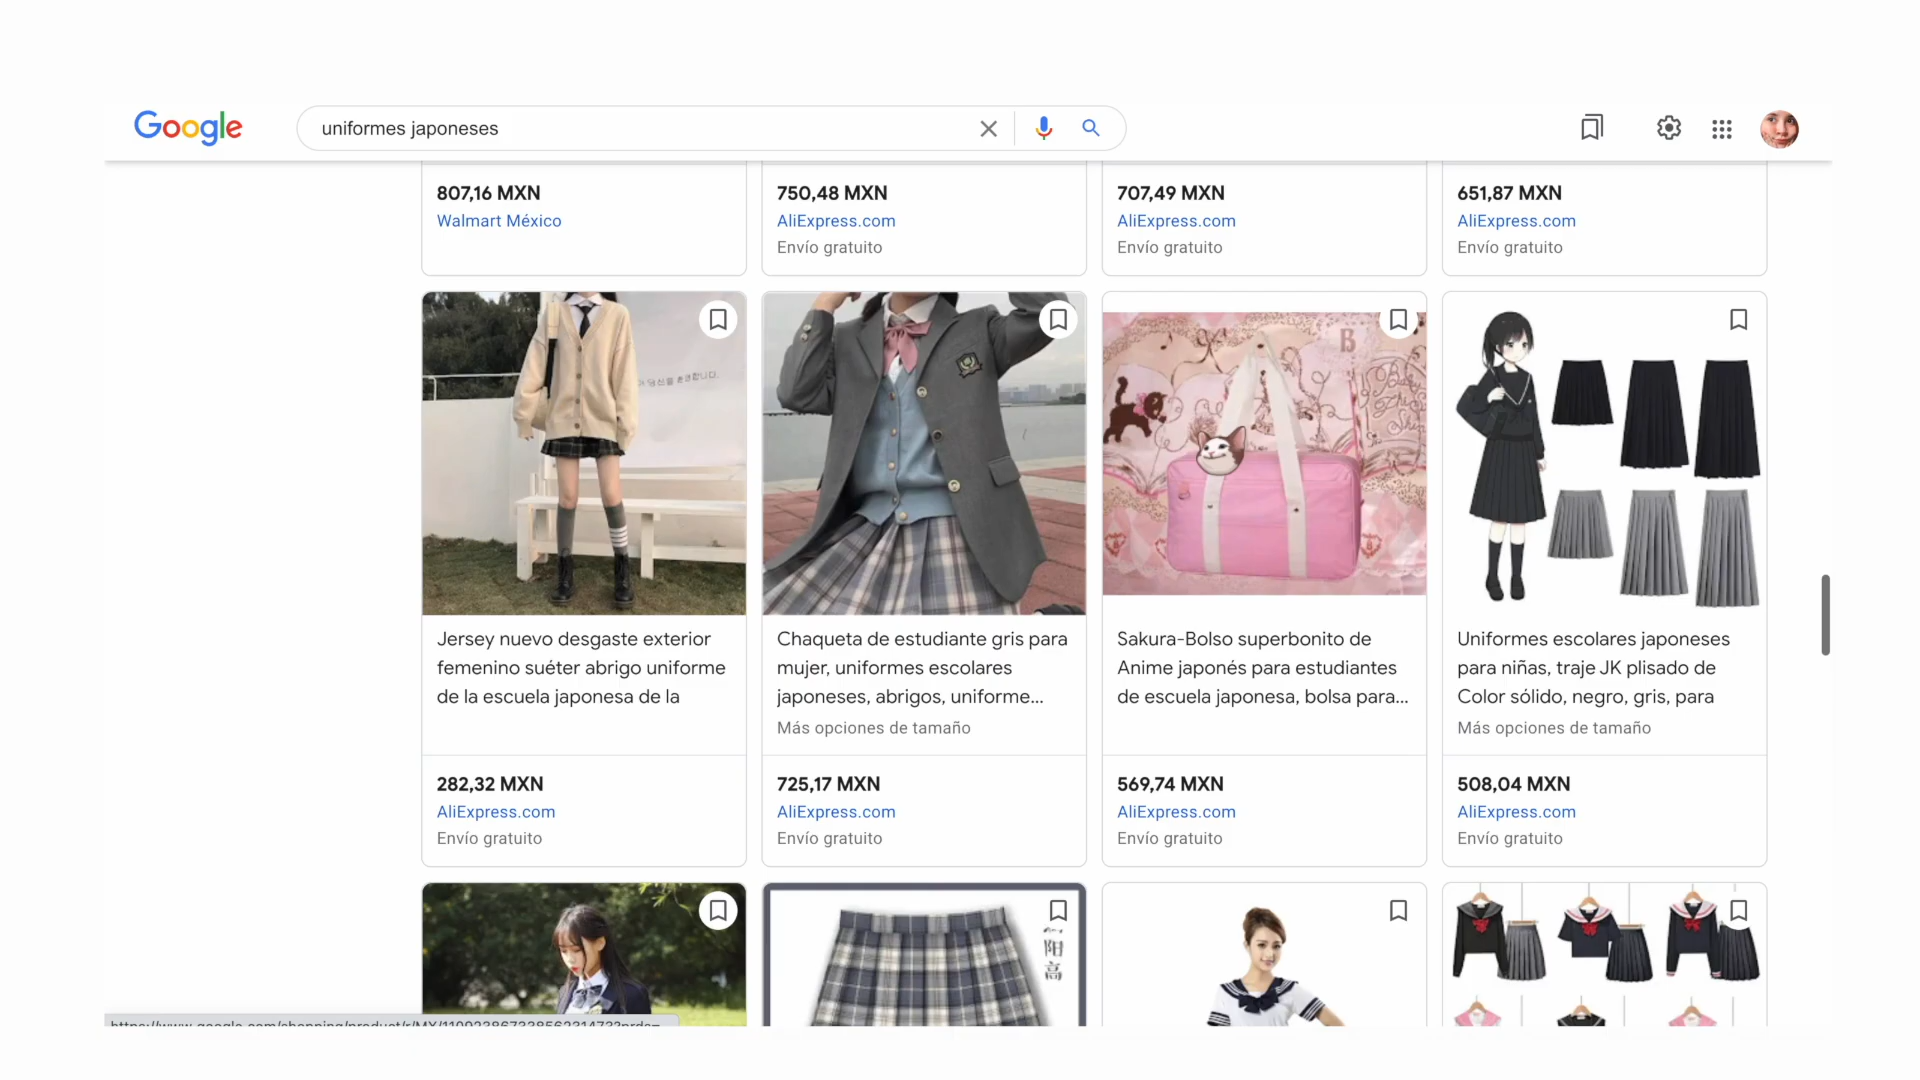 Google
uniformes japoneses
807,16 MXN
Walmart México
750,48 MXN
AliExpress.com
Envío gratuito
707,49 MXN
AliExpress.com
Envío gratuito
651,87 MXN
AliExpress.com
Envío gratuito
B
Jersey nuevo desgaste exterior
femenino suéter abrigo uniforme
de la escuela japonesa de la
282,32 MXN
AliExpress.com
Envío gratuito
Chaqueta de estudiante gris para
mujer, uniformes escolares
japoneses, abrigos, uniforme...
Más opciones de tamaño
725,17 MXN
AliExpress.com
Envío gratuito
Sakura-Bolso superbonito de
Anime japonés para estudiantes
de escuela japonesa, bolsa para...
569,74 MXN
AliExpress.com
Envío gratuito
Uniformes escolares japoneses
para niñas, traje JK plisado de
Color sólido, negro, gris, para
Más opciones de tamaño
508,04 MXN
AliExpress.com
Envío gratuito
阳高